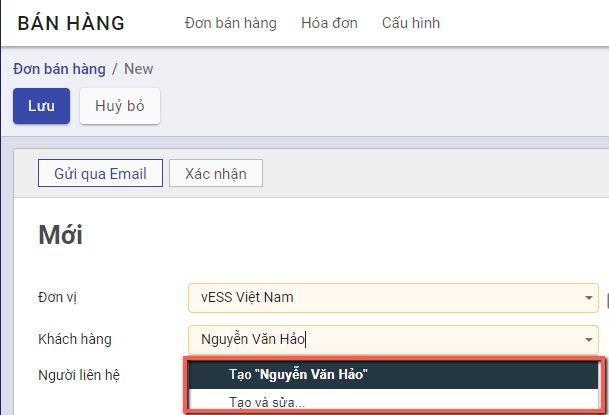 BÁN HÀNG Đơn bán hàng Hóa đơn Cấu hình
Đơn bán hàng / New
Lưu Huỷ bỏ
Gửi qua Email Xác nhận
Mới
Đơn vị vESS Việt Nam
Khách hàng Nguyễn Văn Hảo
Người liên hệ
Tạo "Nguyễn Văn Hảo"
Tạo và sửa...